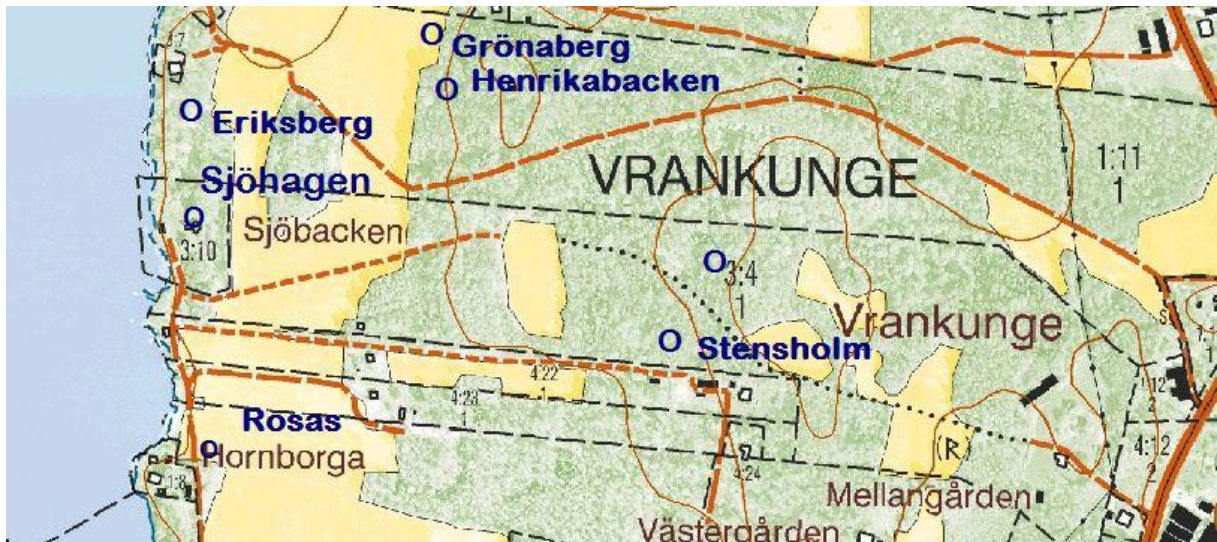 Grönaberg
Henrikabacken
Eriksberg
VRANKUNGE
1:11
1
Sjöhagen
Sjöbacken
3:10
3:4
1
Vrankunge
Stensholm
S
4:22
1
4:23
1
1:12
2
4:12
2
Rosas
Hornborga
(R)
4:24
1:8
Mellangården
Västergården